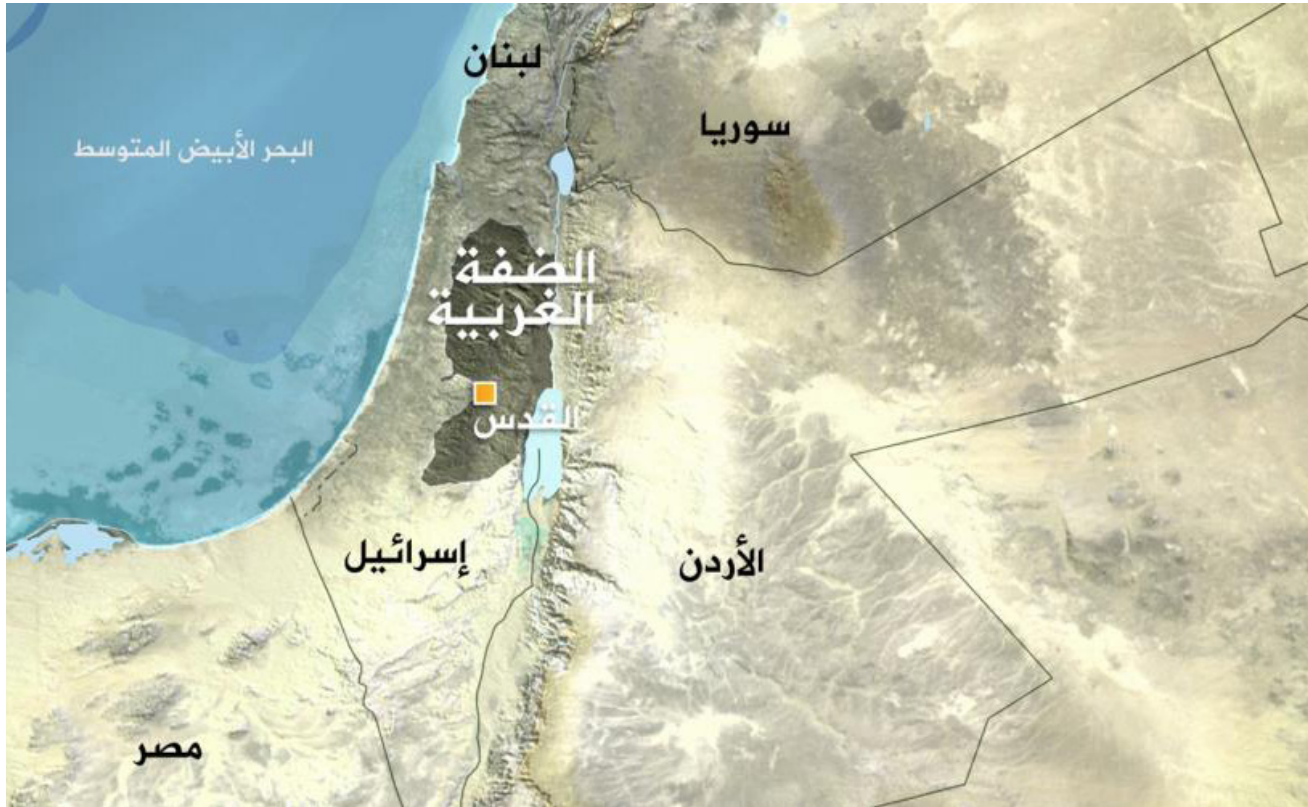 لبنان
سوريا
البحر الأبيض المتوسط
الضفة
الغربية
القدس
إسرائيل
الأردن
مصر